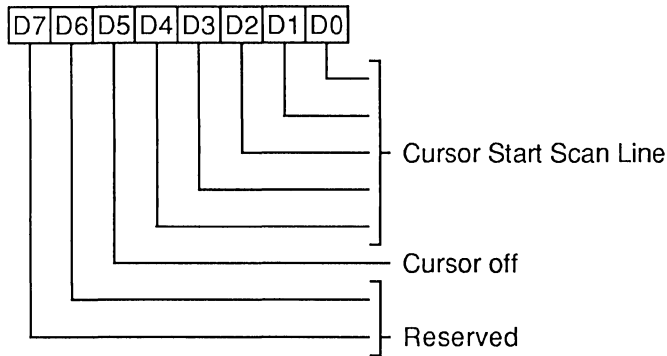 D7 D6 D5 D4 D3 D2 D1 D0
Cursor Start Scan Line
Cursor off
Reserved